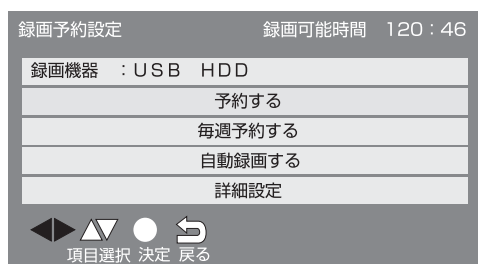 録画予約設定 録画可能時間 120：46
録画機器 ：ＵＳＢ ＨＤＤ
予約する
毎週予約する
自動録画する
詳細設定
項目選択 決定 戻る